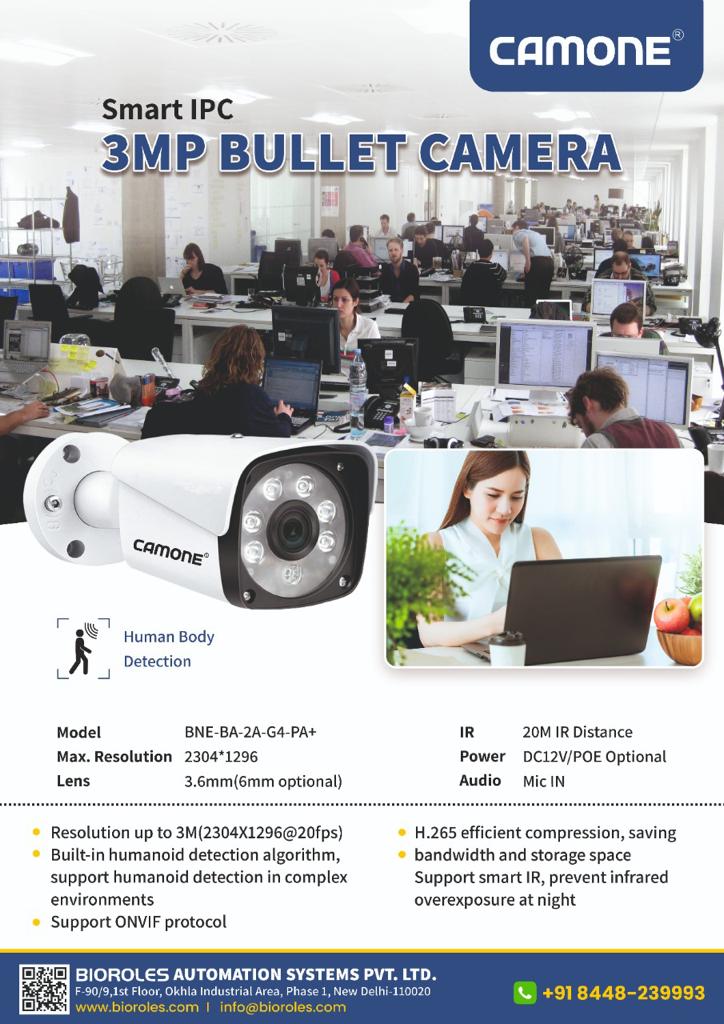 CAMONE®
Smart IPC
3MP BULLET CAMERA
CAMONE®
Human Body
Detection
Model BNE-BA-2A-G4-PA+
Max. Resolution 2304*1296
Lens 3.6mm(6mm optional)
IR 20M IR Distance
Power DC12V/POE Optional
Audio Mic IN
• Resolution up to 3M(2304X1296@20fps)
• Built-in humanoid detection algorithm,
support humanoid detection in complex
environments
• Support ONVIF protocol
• H.265 efficient compression, saving
• bandwidth and storage space
Support smart IR, prevent infrared
overexposure at night
BIOROLES AUTOMATION SYSTEMS PVT. LTD.
F-90/9,1st Floor, Okhla Industrial Area, Phase 1, New Delhi-110020
www.bioroles.com I info@bioroles.com
+91 8448-239993